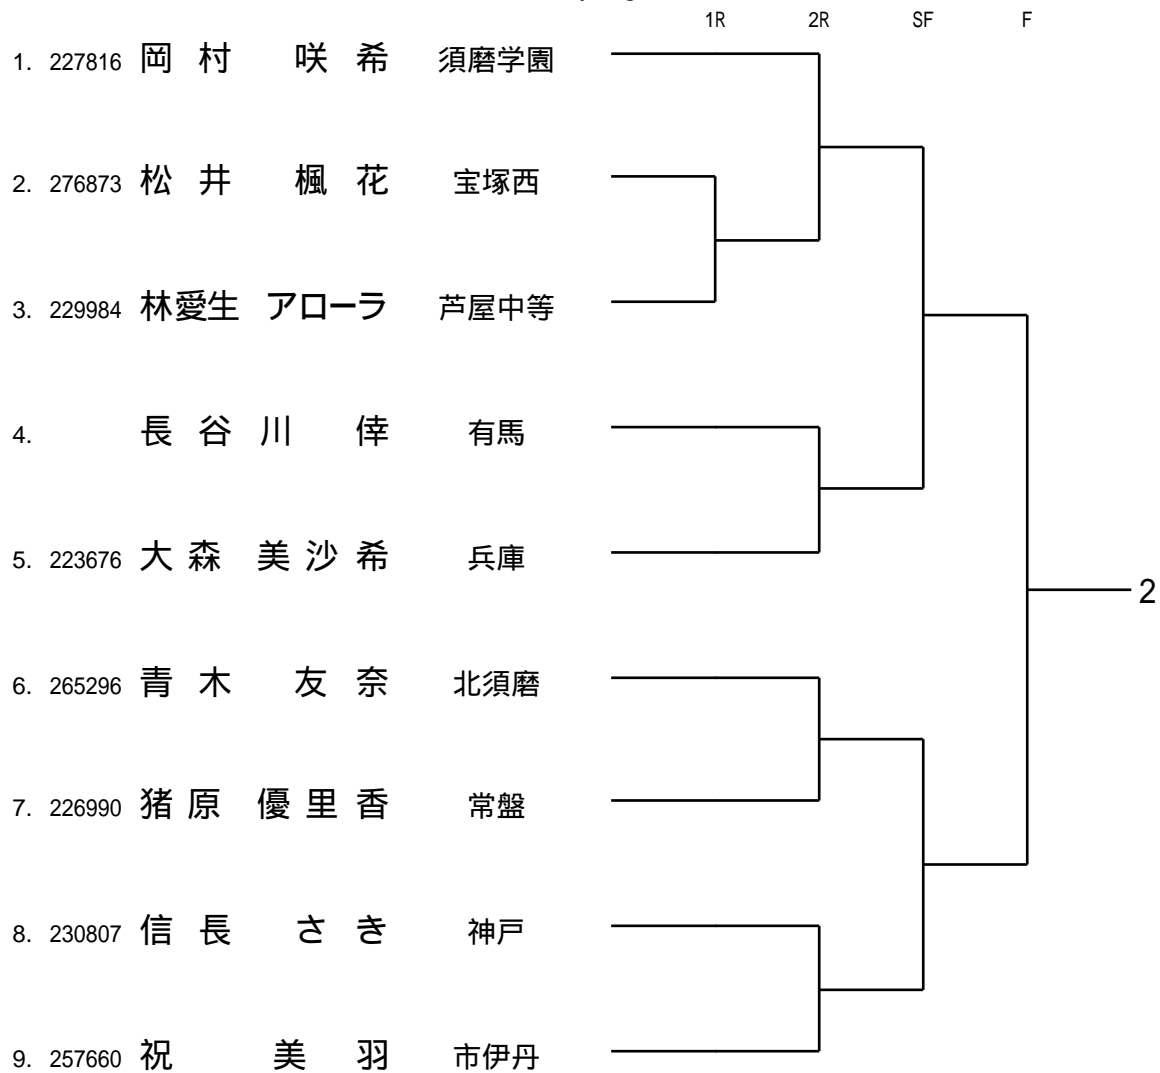 1R 2R SF F
1. 227816 岡村 咲希 須磨学園
2. 276873 松井 楓花 宝塚西
3. 229984 林愛生 アローラ 芦屋中等
4. 長谷川 倖 有馬
5. 223676 大森 美沙希 兵庫
2
6. 265296 青木 友奈 北須磨
7. 226990 猪原 優里香 常盤
8. 230807 信長 さき 神戸
9. 257660 祝 美羽 市伊丹